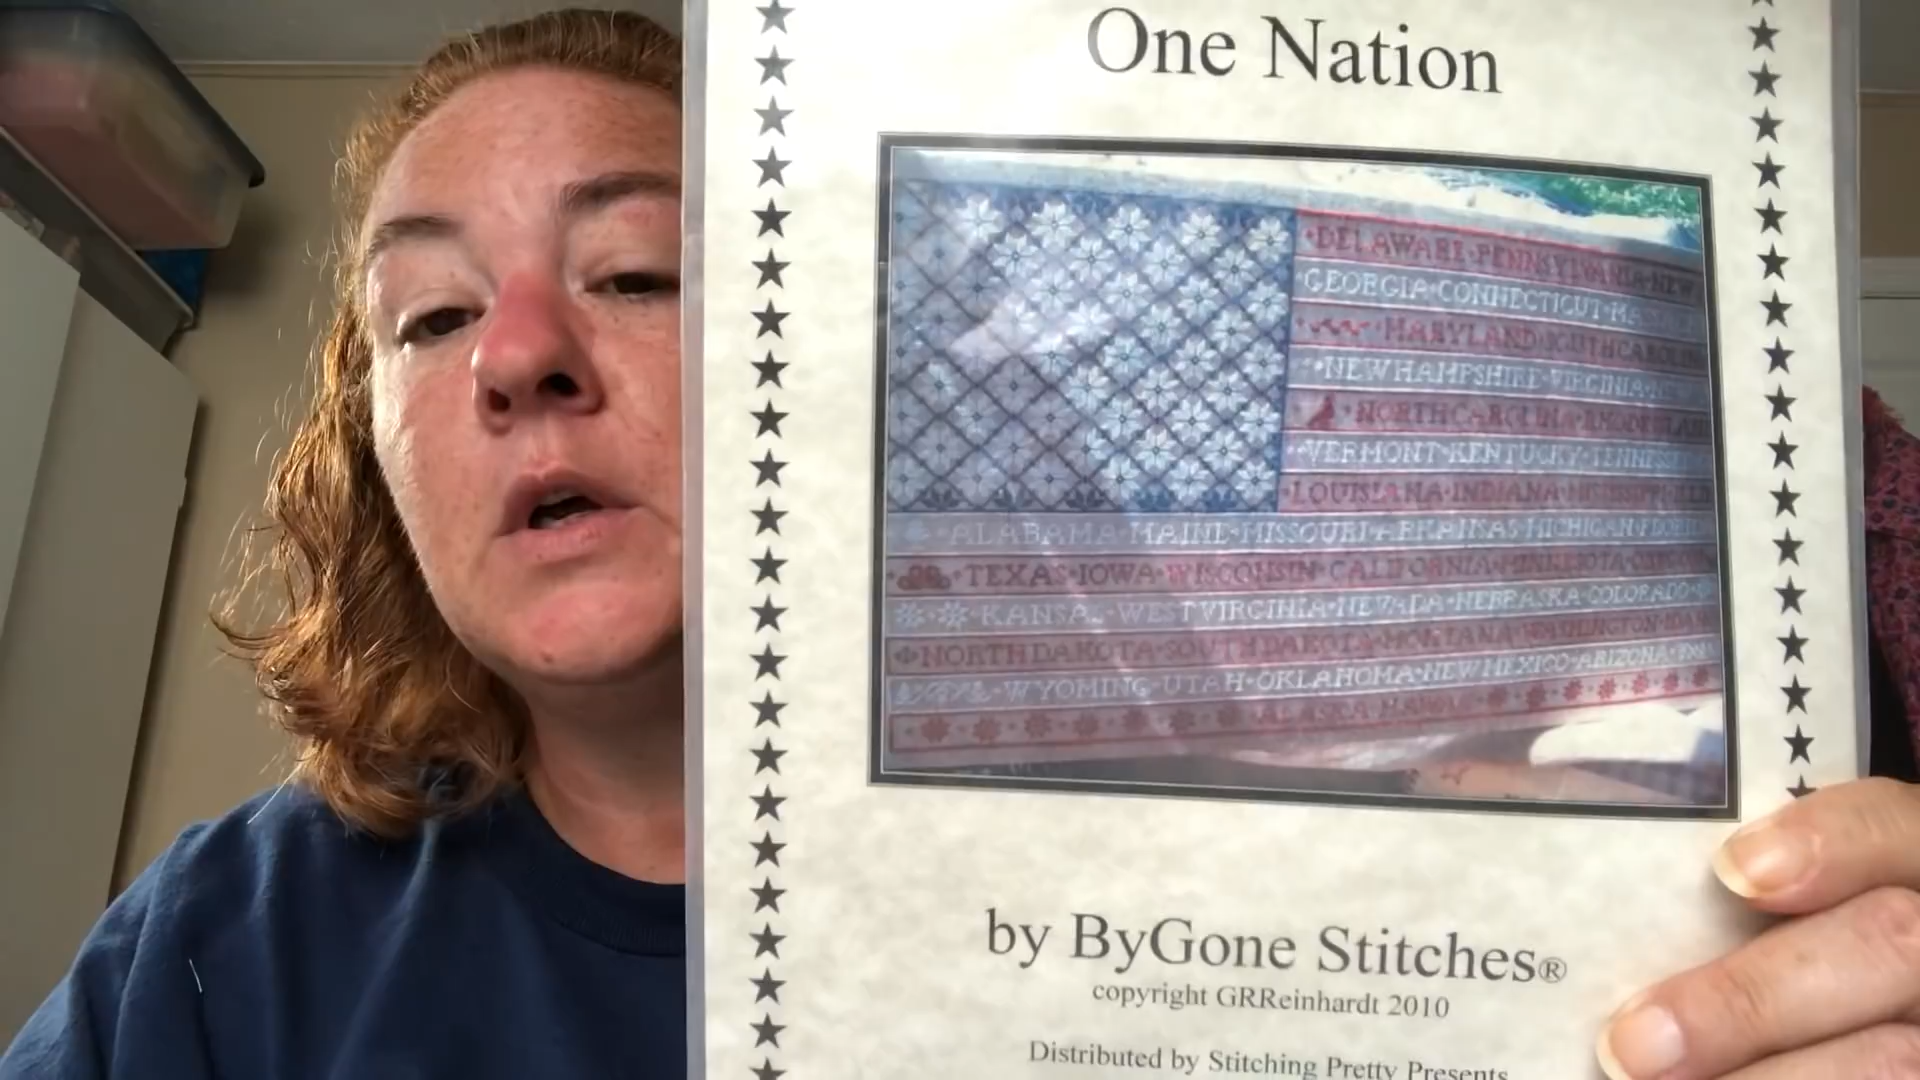 One Nation
•DELAWARE•PENNSYLVANIA•NEW
GEORGIA•CONNECTICUT•
•MARYLAND•SOUTH CAROLINA
•NEW HAMPSHIRE•VIRGINIA•
•NORTH CAROLINA•RHODE ISLAND
•VERMONT•KENTUCKY•TENNESSEE
•LOUISIANA•INDIANA•MISSISSIPPI•
•ALABAMA•MAINE•MISSOURI•ARKANSAS•MICHIGAN•FLORIDA
•TEXAS•IOWA•WISCONSIN•CALIFORNIA•MINNESOTA•
•KANSAS•WEST VIRGINIA•NEVADA•NEBRASKA•COLORADO•
•NORTH DAKOTA•SOUTH DAKOTA•MONTANA•WASHINGTON•
•WYOMING•UTAH•OKLAHOMA•NEW MEXICO•ARIZONA•
ALASKA•HAWAII
by ByGone Stitches®
copyright GRReinhardt 2010
Distributed by Stitching Pretty Presents